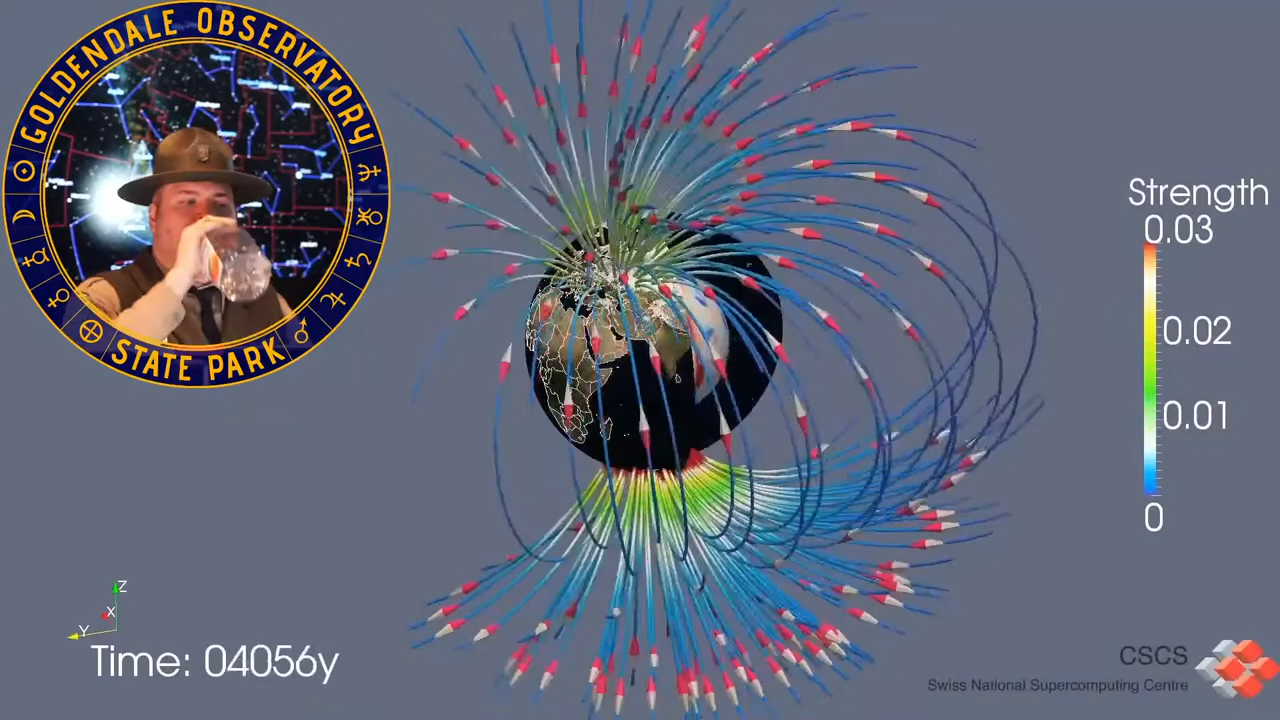 GOLDENDALE OBSERVATORY
STATE PARK
Strength
0.03
0.02
0.01
0
Z
X
Y
Time: 04056y
CSCS
Swiss National Supercomputing Centre